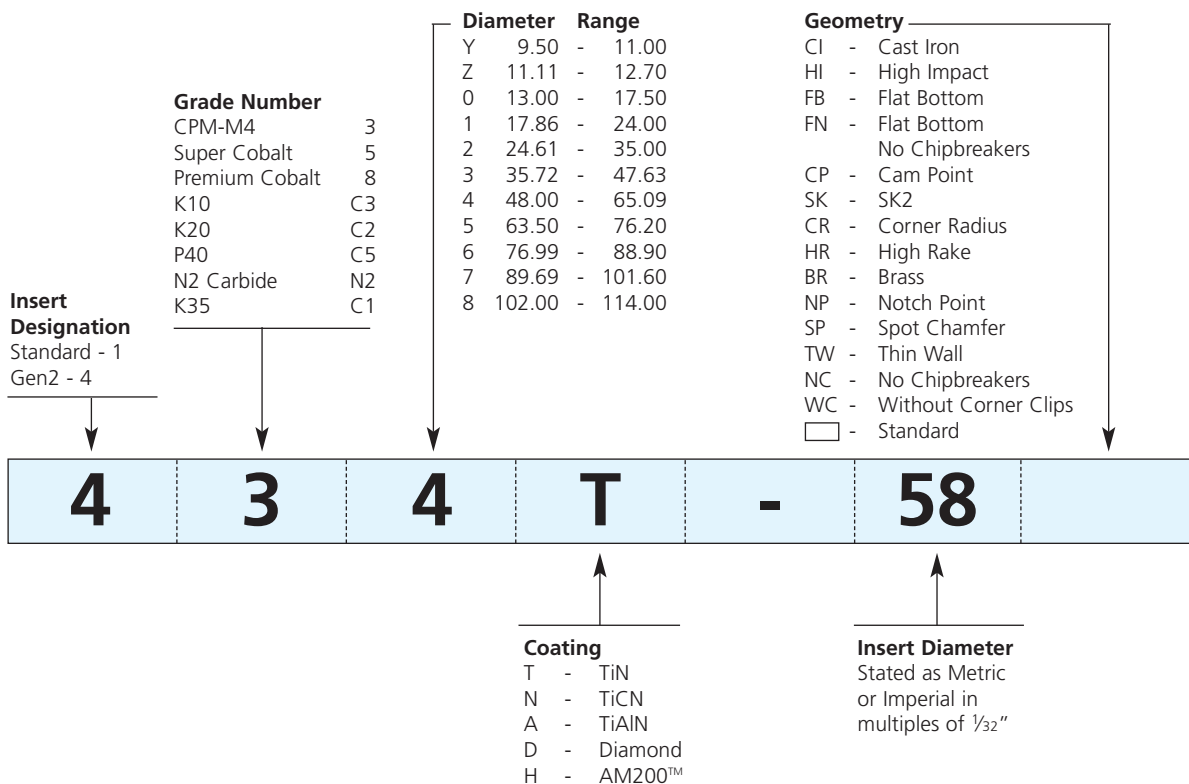 Insert
Designation
Standard - 1
Gen2 - 4
Grade Number
CPM-M4 3
Super Cobalt 5
Premium Cobalt 8
K10 C3
K20 C2
P40 C5
N2 Carbide N2
K35 C1
Diameter Range
Y 9.50 - 11.00
Z 11.11 - 12.70
0 13.00 - 17.50
1 17.86 - 24.00
2 24.61 - 35.00
3 35.72 - 47.63
4 48.00 - 65.09
5 63.50 - 76.20
6 76.99 - 88.90
7 89.69 - 101.60
8 102.00 - 114.00
Geometry
CI - Cast Iron
HI - High Impact
FB - Flat Bottom
FN - Flat Bottom
No Chipbreakers
CP - Cam Point
SK - SK2
CR - Corner Radius
HR - High Rake
BR - Brass
NP - Notch Point
SP - Spot Chamfer
TW - Thin Wall
NC - No Chipbreakers
WC - Without Corner Clips
- Standard
4 3 4 T - 58
Coating
T - TiN
N - TiCN
A - TiAlN
D - Diamond
H - AM200™
Insert Diameter
Stated as Metric
or Imperial in
multiples of 1⁄32"